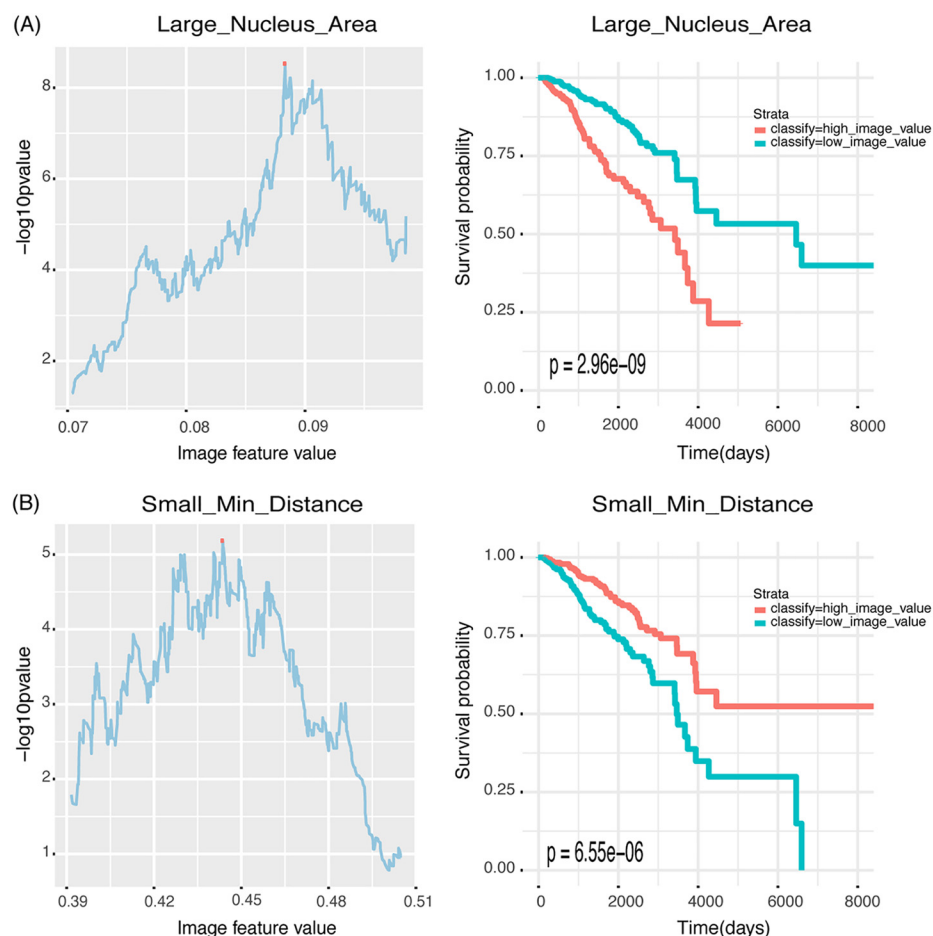 (A)
Large_Nucleus_Area
Large_Nucleus_Area
8
6
4
2
−log10pvalue
0.07
0.08
0.09
Image feature value
1.00
0.75
0.50
0.25
0.00
Survival probability
Strata
classify=high_image_value
classify=low_image_value
p = 2.96e−09
0
2000
4000
6000
8000
Time(days)
(B)
Small_Min_Distance
Small_Min_Distance
5
4
3
2
1
−log10pvalue
0.39
0.42
0.45
0.48
0.51
Image feature value
1.00
0.75
0.50
0.25
0.00
Survival probability
Strata
classify=high_image_value
classify=low_image_value
p = 6.55e−06
0
2000
4000
6000
8000
Time(days)